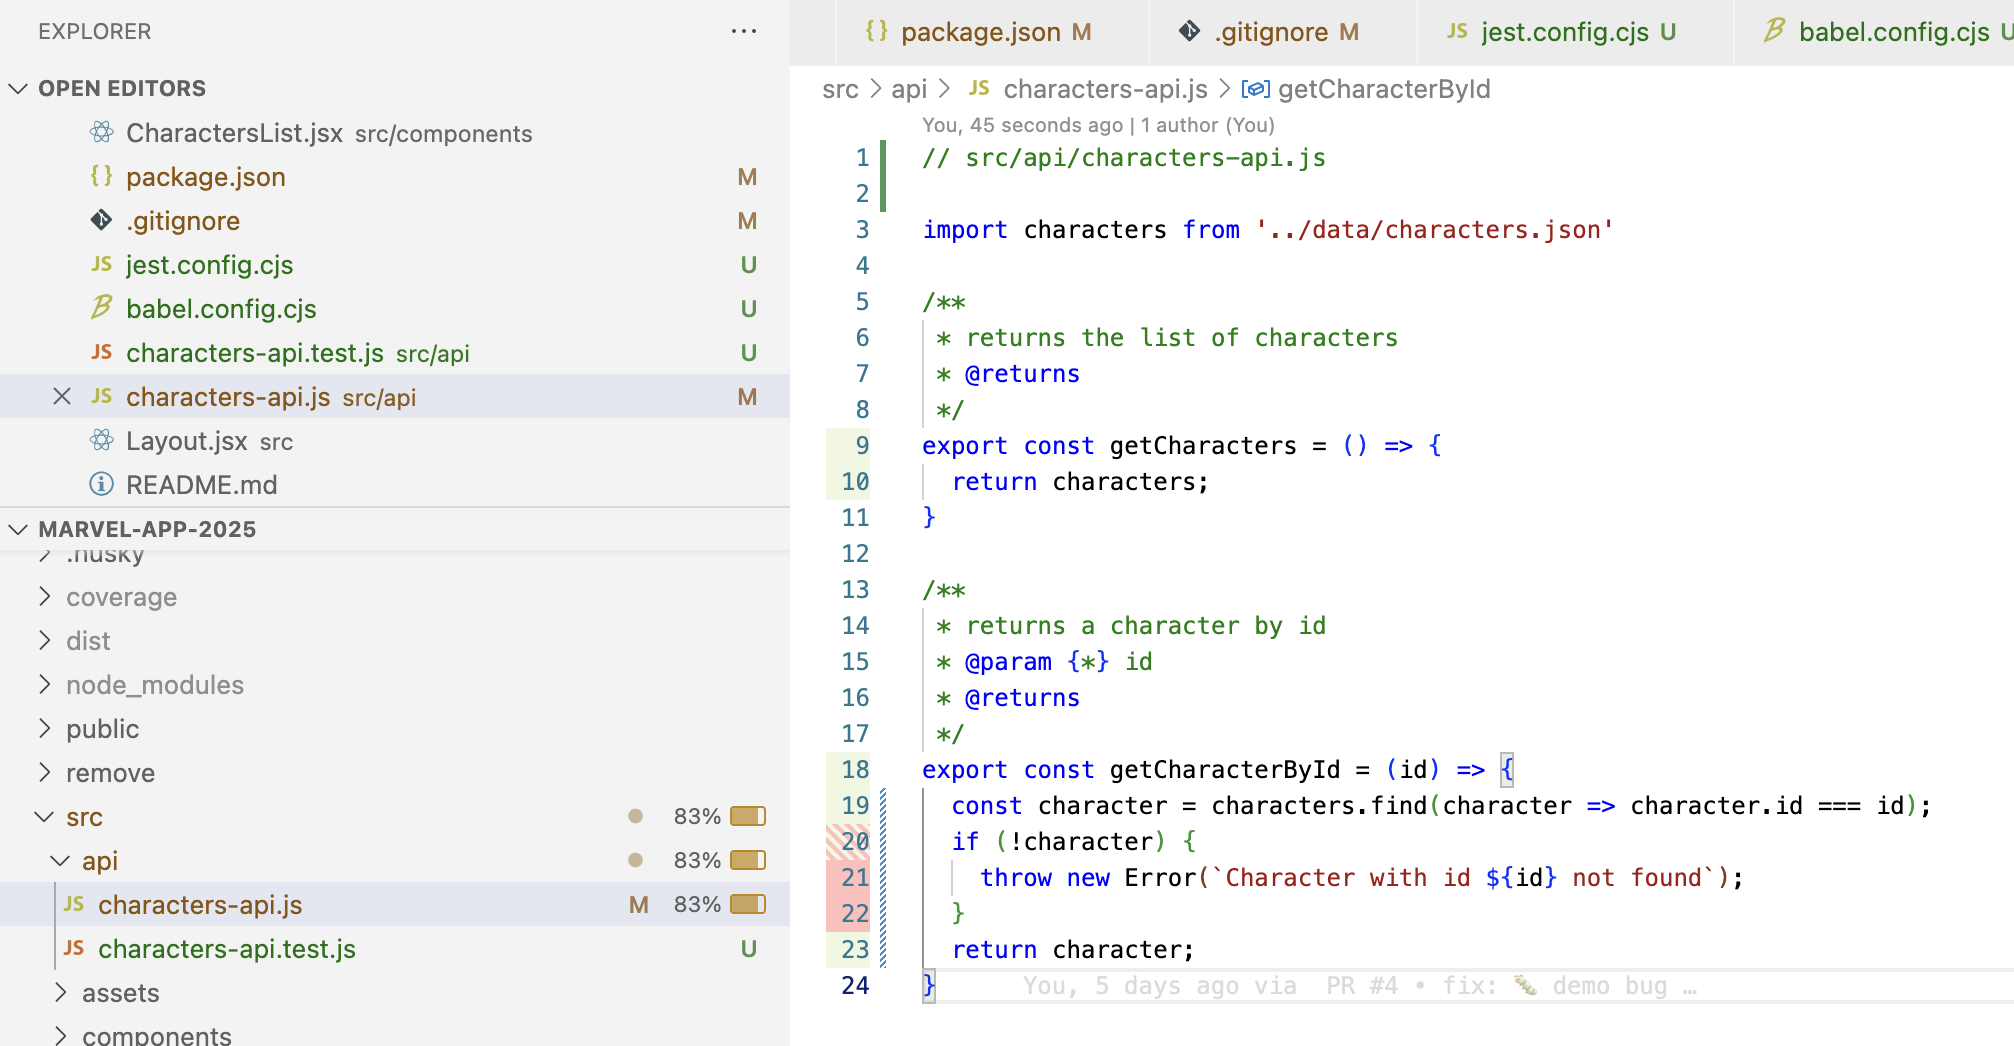 EXPLORER
OPEN EDITORS
CharactersList.jsx src/components
package.json M
.gitignore M
jest.config.cjs U
babel.config.cjs U
characters-api.test.js src/api U
characters-api.js src/api M
Layout.jsx src
README.md
MARVEL-APP-2025
.husky
coverage
dist
node_modules
public
remove
src 83%
api 83%
characters-api.js M 83%
characters-api.test.js U
assets
components
package.json M .gitignore M jest.config.cjs U babel.config.cjs U
src > api > JS characters-api.js > getCharacterById
You, 45 seconds ago | 1 author (You)
1 // src/api/characters-api.js
2
3 import characters from '../data/characters.json'
4
5 /**
6 * returns the list of characters
7 * @returns
8 */
9 export const getCharacters = () => {
10 return characters;
11 }
12
13 /**
14 * returns a character by id
15 * @param {*} id
16 * @returns
17 */
18 export const getCharacterById = (id) => {
19 const character = characters.find(character => character.id === id);
20 if (!character) {
21 throw new Error(`Character with id ${id} not found`);
22 }
23 return character;
24 } You, 5 days ago via PR #4 • fix: 🐛 demo bug …